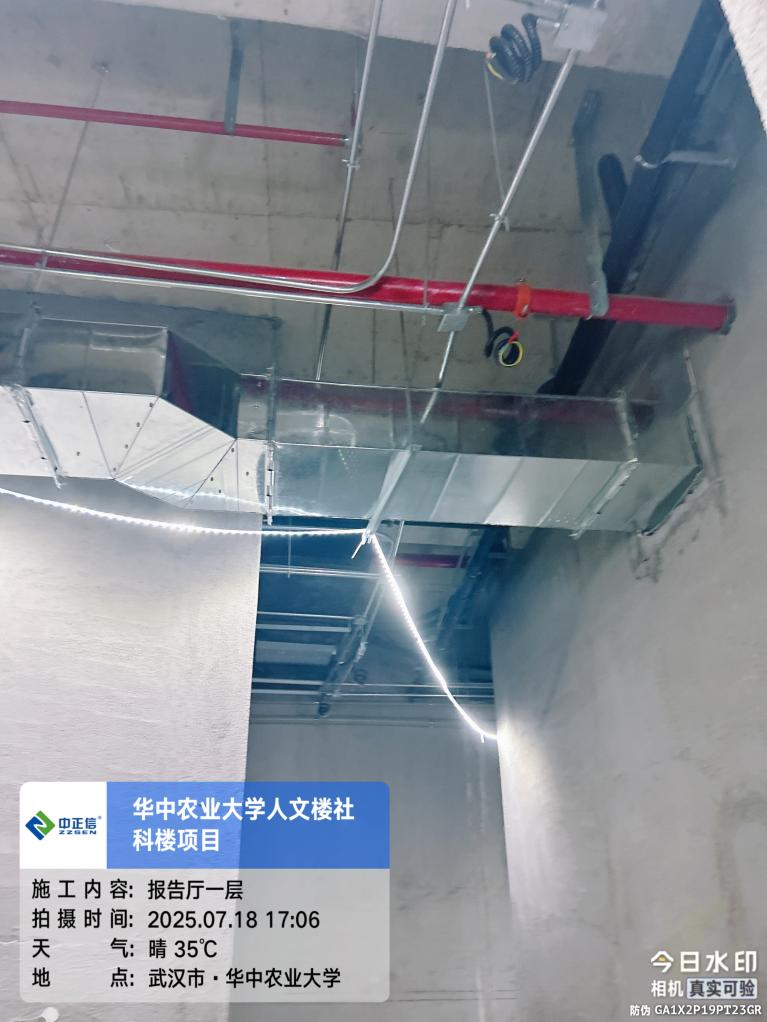 中正信®
ZZSEN
华中农业大学人文楼社
科楼项目
施工内容：报告厅一层
拍摄时间：2025.07.18 17:06
天气：晴 35℃
地点：武汉市·华中农业大学
今日水印
相机 真实可验
防伪 GA1X2P19PT23GR